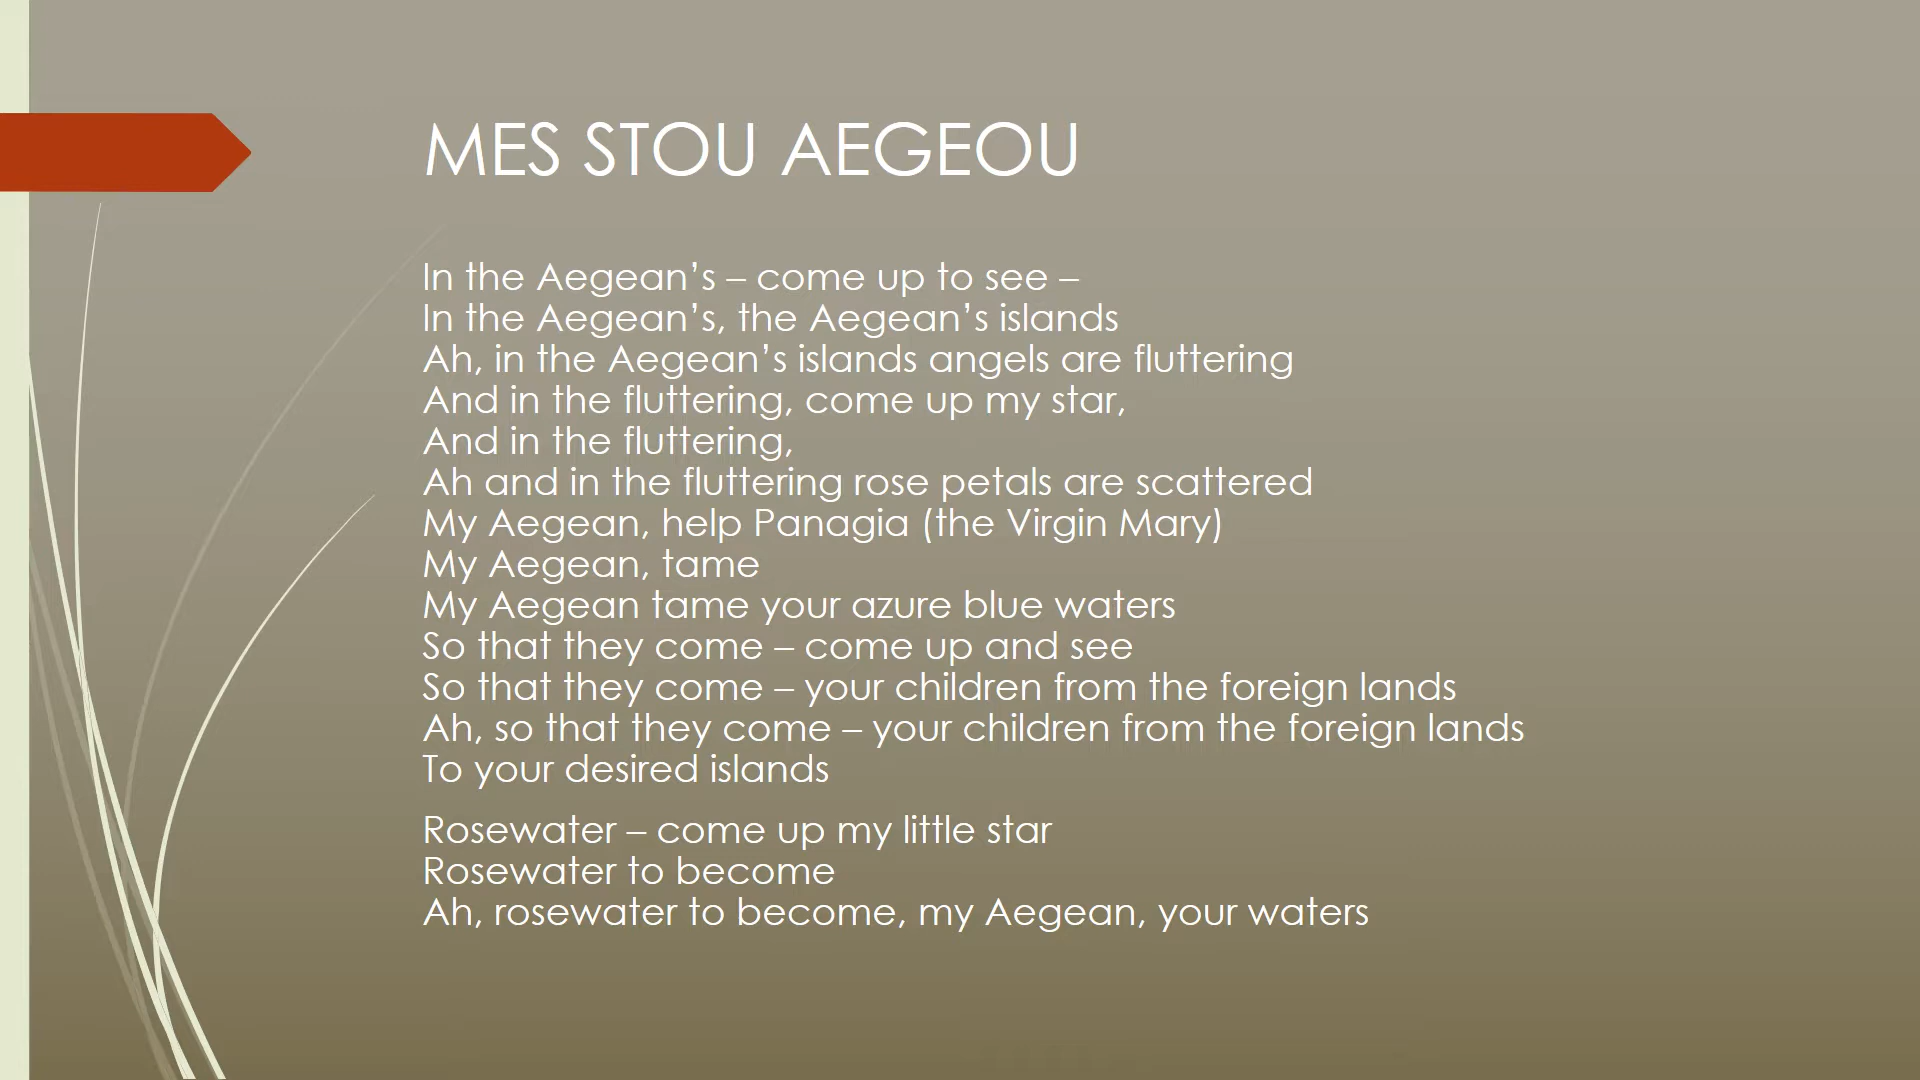 MES STOU AEGEOU
In the Aegean’s – come up to see –
In the Aegean’s, the Aegean’s islands
Ah, in the Aegean’s islands angels are fluttering
And in the fluttering, come up my star,
And in the fluttering,
Ah and in the fluttering rose petals are scattered
My Aegean, help Panagia (the Virgin Mary)
My Aegean, tame
My Aegean tame your azure blue waters
So that they come – come up and see
So that they come – your children from the foreign lands
Ah, so that they come – your children from the foreign lands
To your desired islands
Rosewater – come up my little star
Rosewater to become
Ah, rosewater to become, my Aegean, your waters